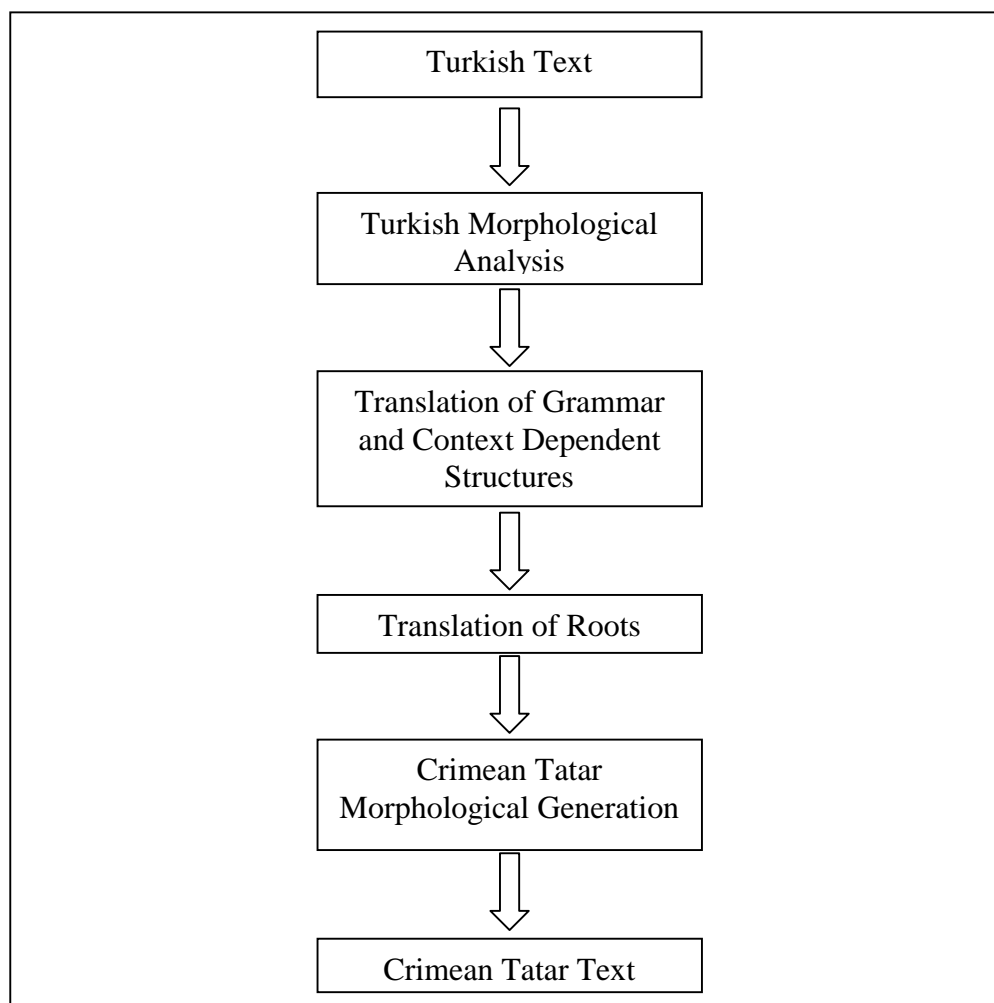 Turkish Text
Turkish Morphological
Analysis
Translation of Grammar
and Context Dependent
Structures
Translation of Roots
Crimean Tatar
Morphological Generation
Crimean Tatar Text